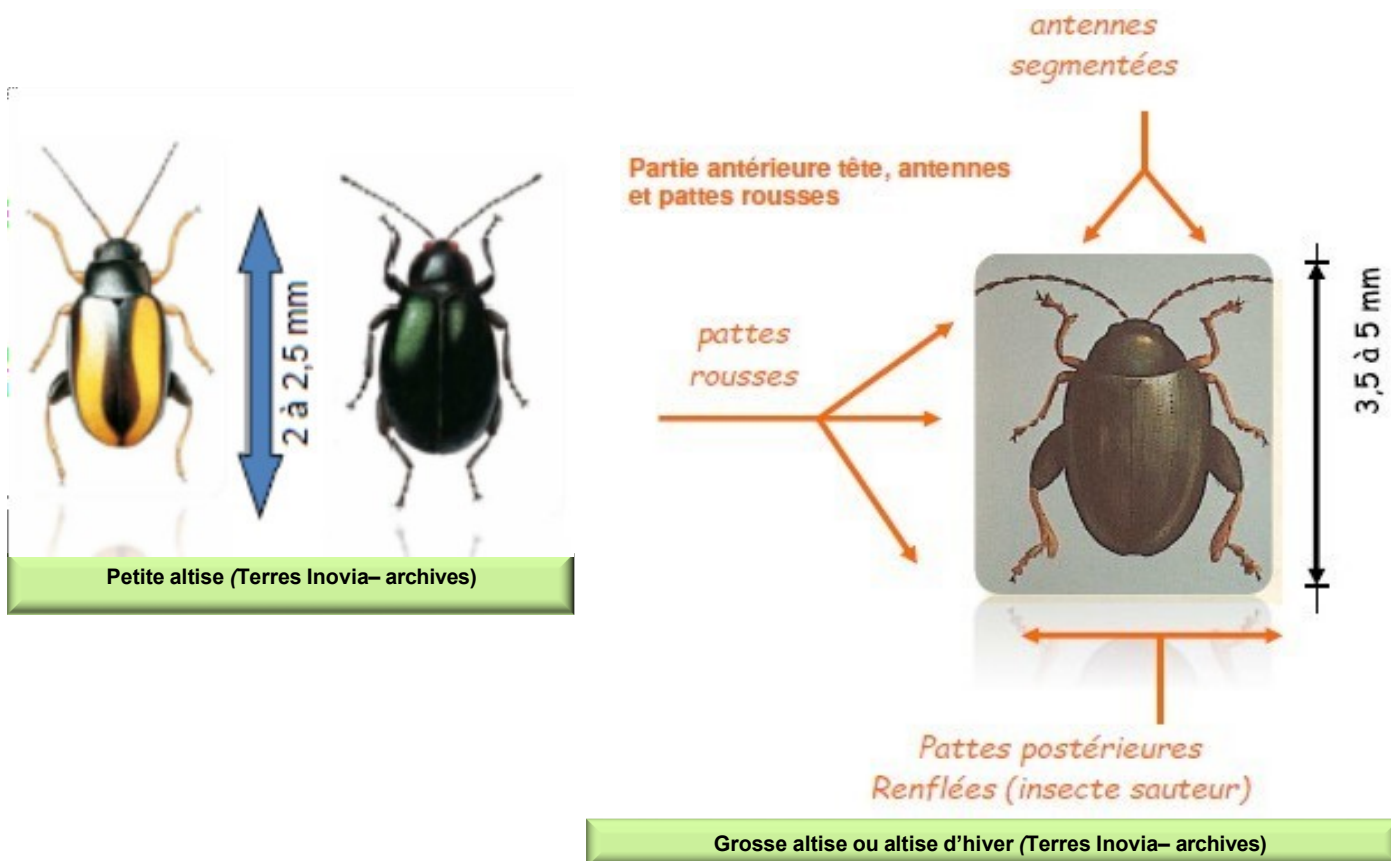 antennes
segmentées
Partie antérieure tête, antennes
et pattes rousses
2 à 2,5 mm
pattes
rousses
3,5 à 5 mm
Petite altise (Terres Inovia– archives)
Pattes postérieures
Renflées (insecte sauteur)
Grosse altise ou altise d’hiver (Terres Inovia– archives)